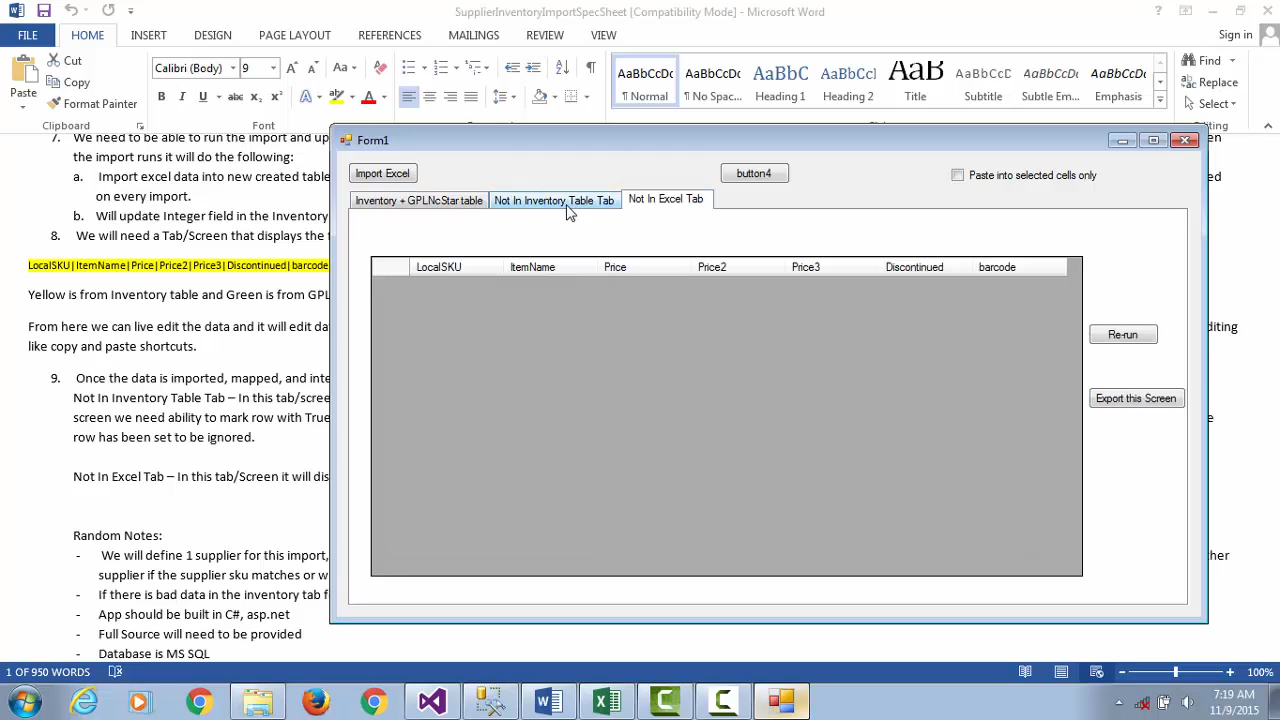 SupplierInventoryImportSpecSheet [Compatibility Mode] - Microsoft Word
FILE HOME INSERT DESIGN PAGE LAYOUT REFERENCES MAILINGS REVIEW VIEW Sign in
Paste
Cut
Copy
Format Painter
Clipboard
Calibri (Body) 9
Font
AaBbCcDc AaBbCcDc AaBbC AaBbCc AaB AaBbCcD AaBbCcDc AaBbCcDc
¶ Normal ¶ No Spac... Heading 1 Heading 2 Title Subtitle Subtle Em... Emphasis
Find
Replace
Select
Editing
7. We need to be able to run the import and up
the import runs it will do the following:
a. Import excel data into new created table
on every import.
b. Will update Integer field in the Inventory
8. We will need a Tab/Screen that displays the
LocalSKU|ItemName|Price|Price2|Price3|Discontinued|barcode
Yellow is from Inventory table and Green is from GPL
From here we can live edit the data and it will edit da
diting
like copy and paste shortcuts.
9. Once the data is imported, mapped, and inte
Not In Inventory Table Tab – In this tab/scree
screen we need ability to mark row with True
row has been set to be ignored.
Not In Excel Tab – In this tab/Screen it will dis
Random Notes:
- We will define 1 supplier for this import,
ther
supplier if the supplier sku matches or w
- If there is bad data in the inventory tab f
- App should be built in C#, asp.net
- Full Source will need to be provided
- Database is MS SQL
Form1
Import Excel
button4
Paste into selected cells only
Inventory + GPLNcStar table
Not In Inventory Table Tab
Not In Excel Tab
LocalSKU ItemName Price Price2 Price3 Discontinued barcode
Re-run
Export this Screen
1 OF 950 WORDS
100%
7:19 AM
11/9/2015